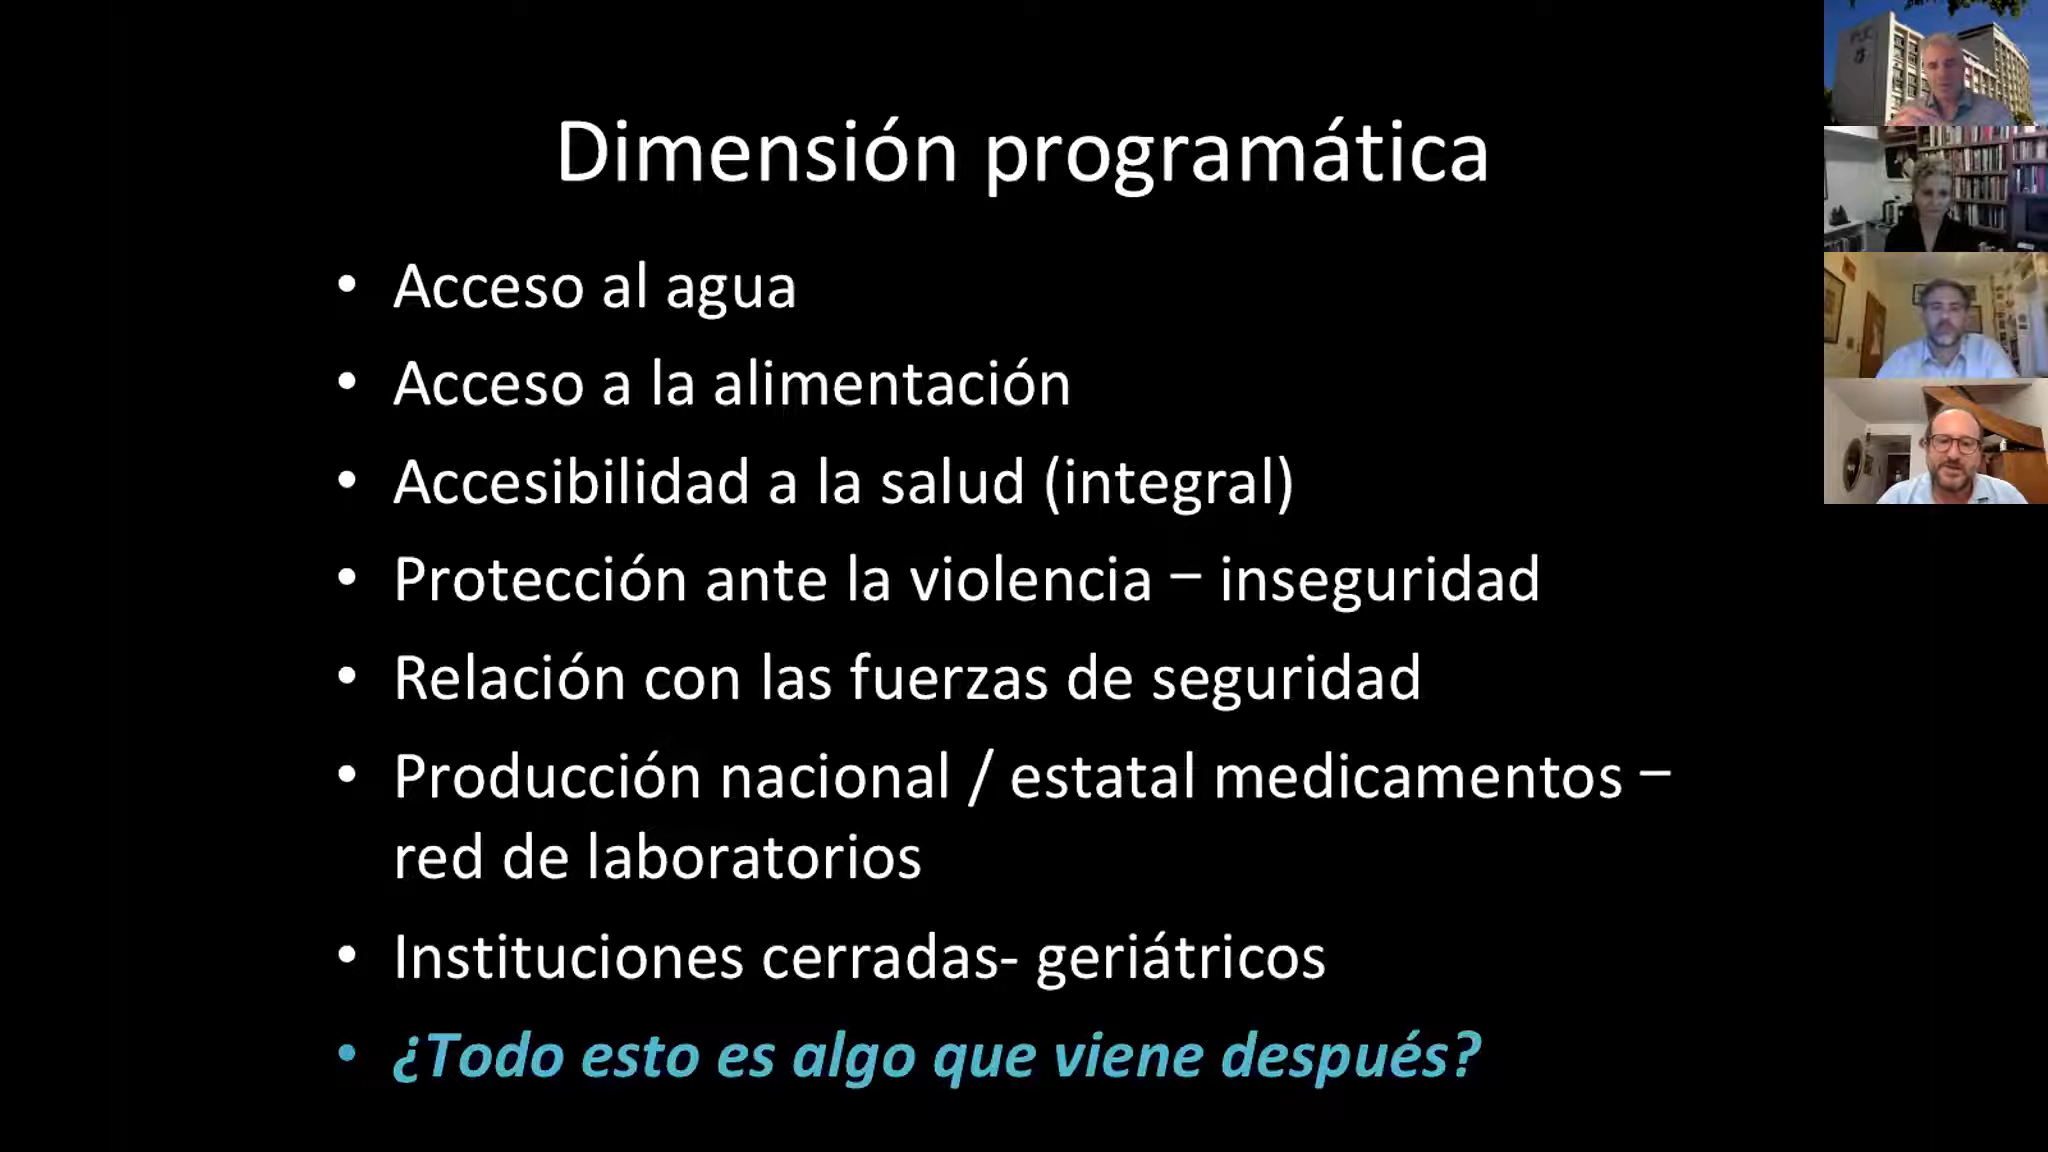 Dimensión programática
• Acceso al agua
• Acceso a la alimentación
• Accesibilidad a la salud (integral)
• Protección ante la violencia – inseguridad
• Relación con las fuerzas de seguridad
• Producción nacional / estatal medicamentos –
red de laboratorios
• Instituciones cerradas- geriátricos
• ¿Todo esto es algo que viene después?